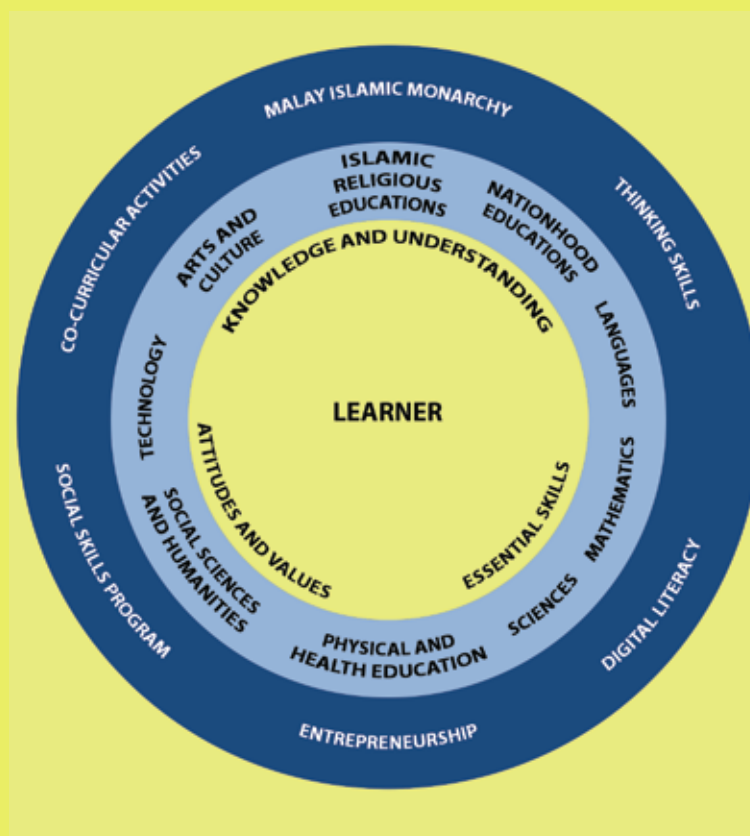 MALAY ISLAMIC MONARCHY
THINKING SKILLS
DIGITAL LITERACY
ENTREPRENEURSHIP
SOCIAL SKILLS PROGRAM
CO-CURRICULAR ACTIVITIES
ISLAMIC
RELIGIOUS
EDUCATIONS
NATIONHOOD
EDUCATIONS
LANGUAGES
MATHEMATICS
SCIENCES
PHYSICAL AND
HEALTH EDUCATION
SOCIAL SCIENCES
AND HUMANITIES
TECHNOLOGY
ARTS AND
CULTURE
KNOWLEDGE AND UNDERSTANDING
ESSENTIAL SKILLS
ATTITUDES AND VALUES
LEARNER